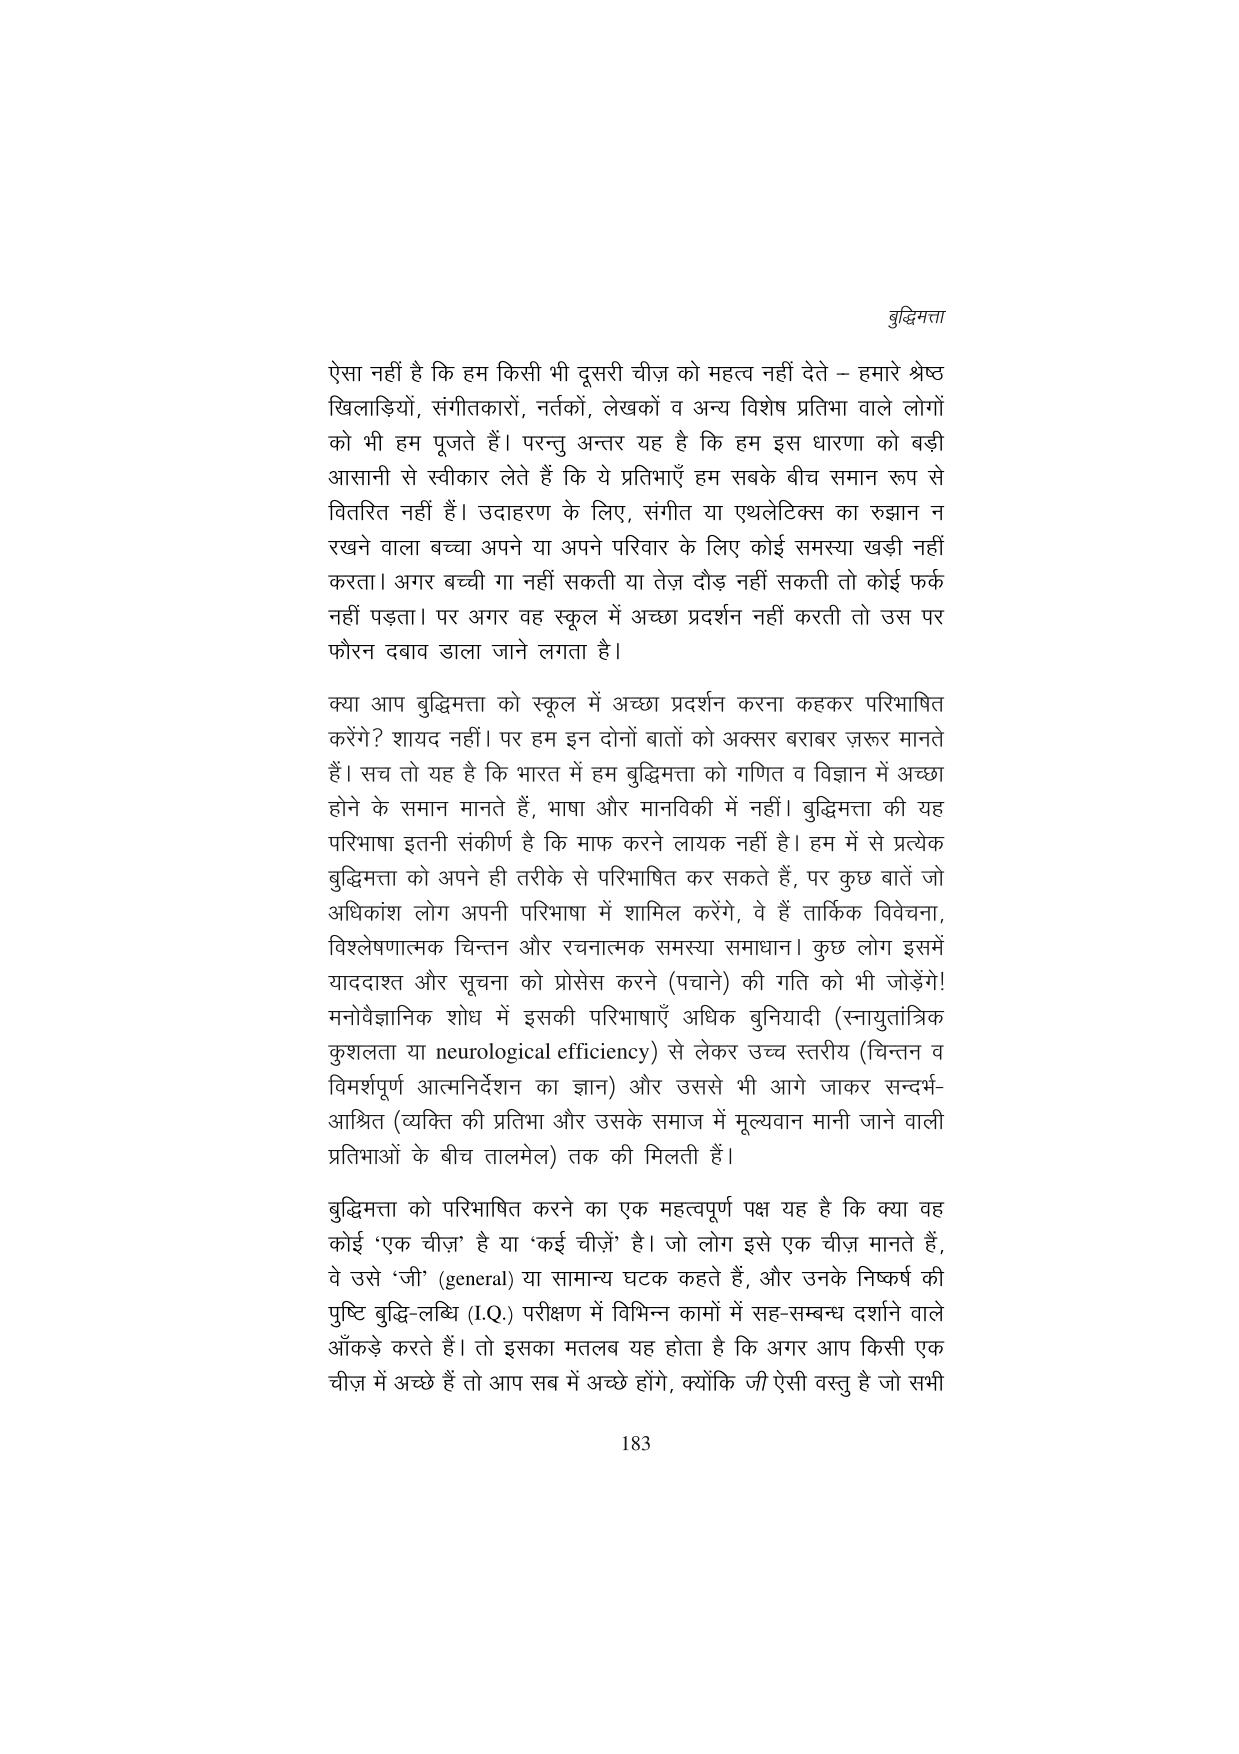 बुद्धिमत्ता
ऐसा नहीं है कि हम किसी भी दूसरी चीज़ को महत्व नहीं देते – हमारे श्रेष्ठ
खिलाड़ियों, संगीतकारों, नर्तकों, लेखकों व अन्य विशेष प्रतिभा वाले लोगों
को भी हम पूजते हैं। परन्तु अन्तर यह है कि हम इस धारणा को बड़ी
आसानी से स्वीकार लेते हैं कि ये प्रतिभाएँ हम सबके बीच समान रूप से
वितरित नहीं हैं। उदाहरण के लिए, संगीत या एथलेटिक्स का रुझान न
रखने वाला बच्चा अपने या अपने परिवार के लिए कोई समस्या खड़ी नहीं
करता। अगर बच्ची गा नहीं सकती या तेज़ दौड़ नहीं सकती तो कोई फर्क
नहीं पड़ता। पर अगर वह स्कूल में अच्छा प्रदर्शन नहीं करती तो उस पर
फौरन दबाव डाला जाने लगता है।
क्या आप बुद्धिमत्ता को स्कूल में अच्छा प्रदर्शन करना कहकर परिभाषित
करेंगे? शायद नहीं। पर हम इन दोनों बातों को अक्सर बराबर ज़रूर मानते
हैं। सच तो यह है कि भारत में हम बुद्धिमत्ता को गणित व विज्ञान में अच्छा
होने के समान मानते हैं, भाषा और मानविकी में नहीं। बुद्धिमत्ता की यह
परिभाषा इतनी संकीर्ण है कि माफ करने लायक नहीं है। हम में से प्रत्येक
बुद्धिमत्ता को अपने ही तरीके से परिभाषित कर सकते हैं, पर कुछ बातें जो
अधिकांश लोग अपनी परिभाषा में शामिल करेंगे, वे हैं तार्किक विवेचना,
विश्लेषणात्मक चिन्तन और रचनात्मक समस्या समाधान। कुछ लोग इसमें
याददाश्त और सूचना को प्रोसेस करने (पचाने) की गति को भी जोड़ेंगे!
मनोवैज्ञानिक शोध में इसकी परिभाषाएँ अधिक बुनियादी (स्नायुतांत्रिक
कुशलता या neurological efficiency) से लेकर उच्च स्तरीय (चिन्तन व
विमर्शपूर्ण आत्मनिर्देशन का ज्ञान) और उससे भी आगे जाकर सन्दर्भ-
आश्रित (व्यक्ति की प्रतिभा और उसके समाज में मूल्यवान मानी जाने वाली
प्रतिभाओं के बीच तालमेल) तक की मिलती हैं।
बुद्धिमत्ता को परिभाषित करने का एक महत्वपूर्ण पक्ष यह है कि क्या वह
कोई ‘एक चीज़’ है या ‘कई चीज़ें’ है। जो लोग इसे एक चीज़ मानते हैं,
वे उसे ‘जी’ (general) या सामान्य घटक कहते हैं, और उनके निष्कर्ष की
पुष्टि बुद्धि-लब्धि (I.Q.) परीक्षण में विभिन्न कामों में सह-सम्बन्ध दर्शाने वाले
आँकड़े करते हैं। तो इसका मतलब यह होता है कि अगर आप किसी एक
चीज़ में अच्छे हैं तो आप सब में अच्छे होंगे, क्योंकि जी ऐसी वस्तु है जो सभी
183